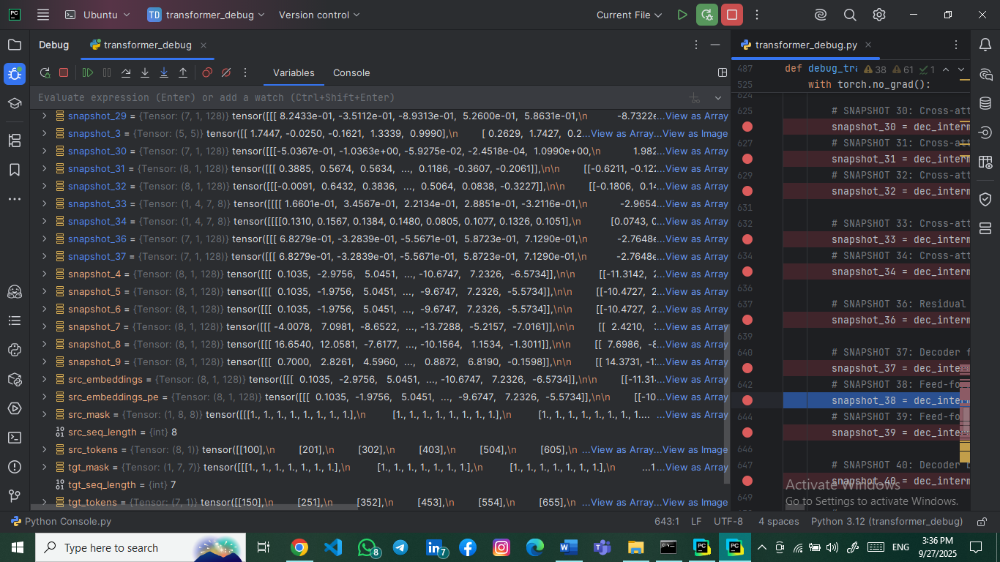 Ubuntu TD transformer_debug Version control Current File
Debug transformer_debug transformer_debug.py
Variables Console
487 def debug_tra 38 61 1
525 with torch.no_grad():
Evaluate expression (Enter) or add a watch (Ctrl+Shift+Enter)
snapshot_29 = {Tensor: (7, 1, 128)} tensor([[[ 8.2433e-01, -3.5112e-01, -8.9313e-01, 5.2600e-01, 5.8631e-01,\n -8.7322e...View as Array
snapshot_3 = {Tensor: (5, 5)} tensor([[ 1.7447, -0.0250, -0.1621, 1.3339, 0.9990],\n [ 0.2629, 1.7427, 0.2...View as Array...View as Image
snapshot_30 = {Tensor: (7, 1, 128)} tensor([[[-5.0367e-01, -1.0363e+00, -5.9275e-02, -2.4518e-04, 1.0990e+00,\n 1.982...View as Array
snapshot_31 = {Tensor: (8, 1, 128)} tensor([[[ 0.3885, 0.5674, 0.5634, ..., 0.1186, -0.3607, -0.2061]],\n\n [[-0.6211, -0.122...View as Array
snapshot_32 = {Tensor: (8, 1, 128)} tensor([[[-0.0091, 0.6432, 0.3836, ..., 0.5064, 0.0838, -0.3227]],\n\n [[-0.1806, 0.14...View as Array
snapshot_33 = {Tensor: (1, 4, 7, 8)} tensor([[[[ 1.6601e-01, 3.4567e-01, 2.2134e-01, 2.8851e-01, -3.2116e-01,\n -2.9654...View as Array
snapshot_34 = {Tensor: (1, 4, 7, 8)} tensor([[[[0.1310, 0.1567, 0.1384, 0.1480, 0.0805, 0.1077, 0.1326, 0.1051],\n [0.0743, 0...View as Array
snapshot_36 = {Tensor: (7, 1, 128)} tensor([[[ 6.8279e-01, -3.2839e-01, -5.5671e-01, 5.8723e-01, 7.1290e-01,\n -2.7648e...View as Array
snapshot_37 = {Tensor: (7, 1, 128)} tensor([[[ 6.8279e-01, -3.2839e-01, -5.5671e-01, 5.8723e-01, 7.1290e-01,\n -2.7648e...View as Array
snapshot_4 = {Tensor: (8, 1, 128)} tensor([[[ 0.1035, -2.9756, 5.0451, ..., -10.6747, 7.2326, -6.5734]],\n\n [[-11.3142, 2...View as Array
snapshot_5 = {Tensor: (8, 1, 128)} tensor([[[ 0.1035, -1.9756, 5.0451, ..., -9.6747, 7.2326, -5.5734]],\n\n [[-10.4727, 2...View as Array
snapshot_6 = {Tensor: (8, 1, 128)} tensor([[[ 0.1035, -1.9756, 5.0451, ..., -9.6747, 7.2326, -5.5734]],\n\n [[-10.4727, 2...View as Array
snapshot_7 = {Tensor: (8, 1, 128)} tensor([[[ -4.0078, 7.0981, -8.6522, ..., -13.7288, -5.2157, -7.0161]],\n\n [[ 2.4210, 3...View as Array
snapshot_8 = {Tensor: (8, 1, 128)} tensor([[[ 16.6540, 12.0581, -7.6177, ..., -10.1564, 1.1534, -1.3011]],\n\n [[ 7.6986, -8...View as Array
snapshot_9 = {Tensor: (8, 1, 128)} tensor([[[ 0.7000, 2.8261, 4.5960, ..., 0.8872, 6.8190, -0.1598]],\n\n [[ 14.3731, -12...View as Array
src_embeddings = {Tensor: (8, 1, 128)} tensor([[[ 0.1035, -2.9756, 5.0451, ..., -10.6747, 7.2326, -6.5734]],\n\n [[-11.31...View as Array
src_embeddings_pe = {Tensor: (8, 1, 128)} tensor([[[ 0.1035, -1.9756, 5.0451, ..., -9.6747, 7.2326, -5.5734]],\n\n [[-10...View as Array
src_mask = {Tensor: (1, 8, 8)} tensor([[[1., 1., 1., 1., 1., 1., 1., 1.],\n [1., 1., 1., 1., 1., 1., 1., 1.],\n [1., 1., 1., 1., 1., 1., 1., 1.... ...View as Array
src_seq_length = {int} 8
src_tokens = {Tensor: (8, 1)} tensor([[100],\n [201],\n [302],\n [403],\n [504],\n [605],\n ...View as Array...View as Image
tgt_mask = {Tensor: (1, 7, 7)} tensor([[[1., 1., 1., 1., 1., 1., 1.],\n [1., 1., 1., 1., 1., 1., 1.],\n [1., 1., 1., 1., 1., 1., 1.],\n ...1...View as Array
tgt_seq_length = {int} 7
tgt_tokens = {Tensor: (7, 1)} tensor([[150],\n [251],\n [352],\n [453],\n [554],\n [655],\n ...View as Array...View as Image
624
625 # SNAPSHOT 30: Cross-att
snapshot_30 = dec_interm
627 # SNAPSHOT 31: Cross-att
snapshot_31 = dec_interm
629 # SNAPSHOT 32: Cross-att
snapshot_32 = dec_interm
631
632 # SNAPSHOT 33: Cross-att
snapshot_33 = dec_interm
634 # SNAPSHOT 34: Cross-att
snapshot_34 = dec_interm
636
637 # SNAPSHOT 36: Residual
snapshot_36 = dec_interm
639
640 # SNAPSHOT 37: Decoder f
snapshot_37 = dec_inte
642 # SNAPSHOT 38: Feed-fo
snapshot_38 = dec_inte
644 # SNAPSHOT 39: Feed-fo
snapshot_39 = dec_inte
646
647 # SNAPSHOT 40: Decoder
snapshot_40 = dec_interm
649
Activate Windows
Go to Settings to activate Windows.
Python Console.py 643:1 LF UTF-8 4 spaces Python 3.12 (transformer_debug)
Type here to search 8 7 ENG 3:36 PM
9/27/2025